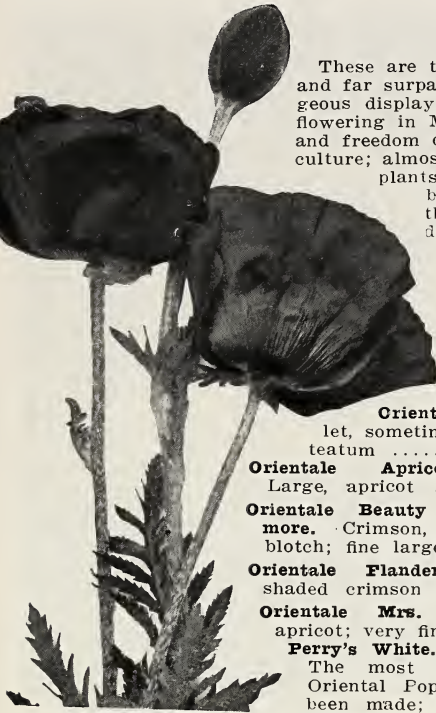 These are t
and far surpa
geous display
flowering in M
and freedom o
culture; almos
plants
b
th
d
Orient
let, sometin
teatum .....
Orientale Aprico
Large, apricot
Orientale Beauty
more. Crimson,
blotch; fine large
Orientale Flander
shaded crimson
Orientale Mrs.
apricot; very fin
Perry's White.
The most
Oriental Pop
been made;